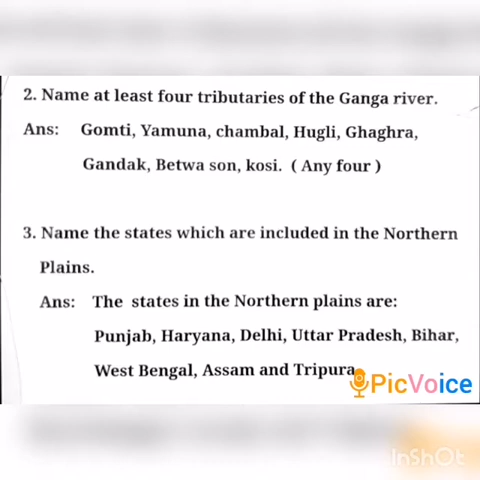 2. Name at least four tributaries of the Ganga river.
Ans: Gomti, Yamuna, chambal, Hugli, Ghaghra,
Gandak, Betwa son, kosi. ( Any four )
3. Name the states which are included in the Northern
Plains.
Ans: The states in the Northern plains are:
Punjab, Haryana, Delhi, Uttar Pradesh, Bihar,
West Bengal, Assam and Tripura
PicVoice
InShOt